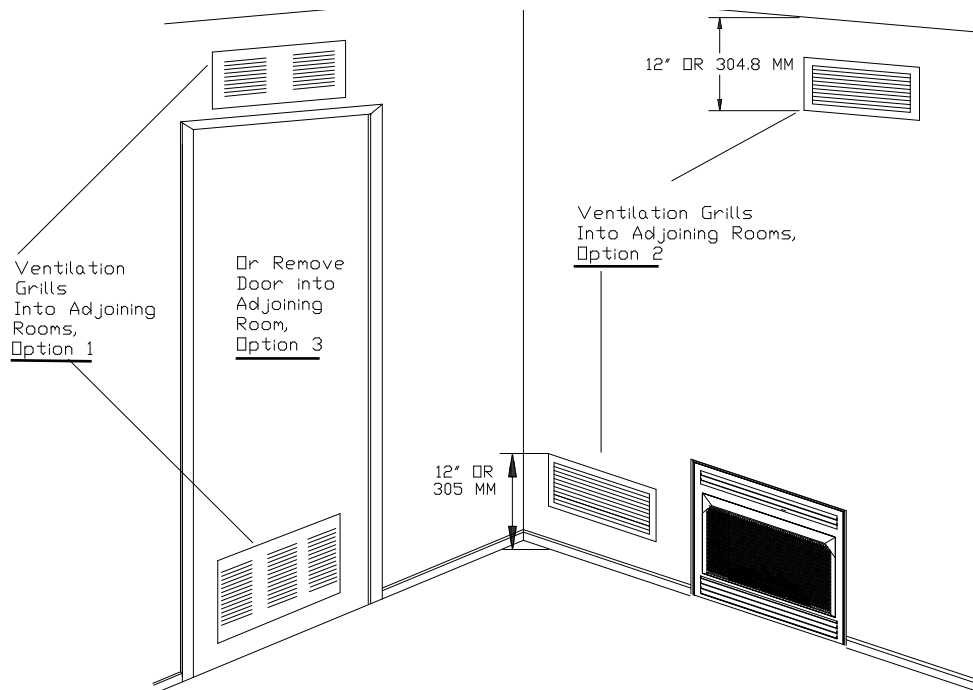 12" OR 304.8 MM
Ventilation Grills
Into Adjoining Rooms,
Option 2
Ventilation
Grills
Into Adjoining
Rooms,
Option 1
Or Remove
Door into
Adjoining
Room,
Option 3
12" OR
305 MM